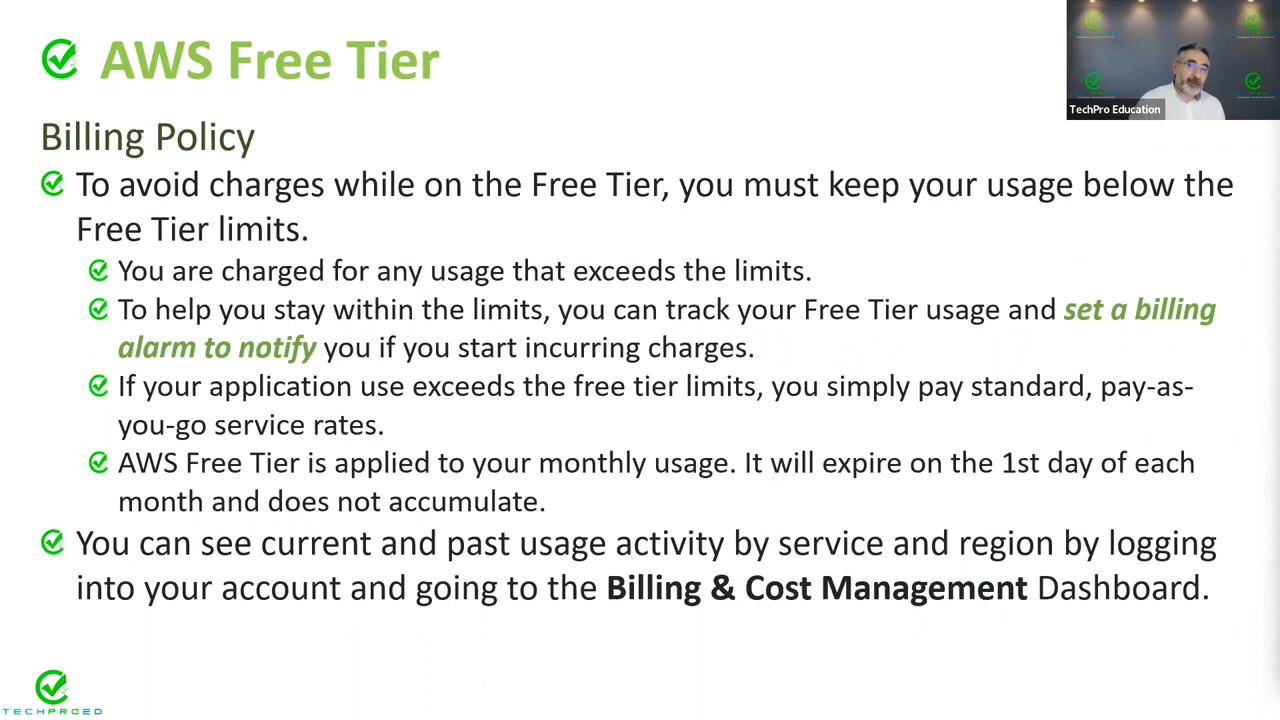 AWS Free Tier
TechPro Education
Billing Policy
To avoid charges while on the Free Tier, you must keep your usage below the
Free Tier limits.
You are charged for any usage that exceeds the limits.
To help you stay within the limits, you can track your Free Tier usage and set a billing
alarm to notify you if you start incurring charges.
If your application use exceeds the free tier limits, you simply pay standard, pay-as-
you-go service rates.
AWS Free Tier is applied to your monthly usage. It will expire on the 1st day of each
month and does not accumulate.
You can see current and past usage activity by service and region by logging
into your account and going to the Billing & Cost Management Dashboard.
TECHPROED